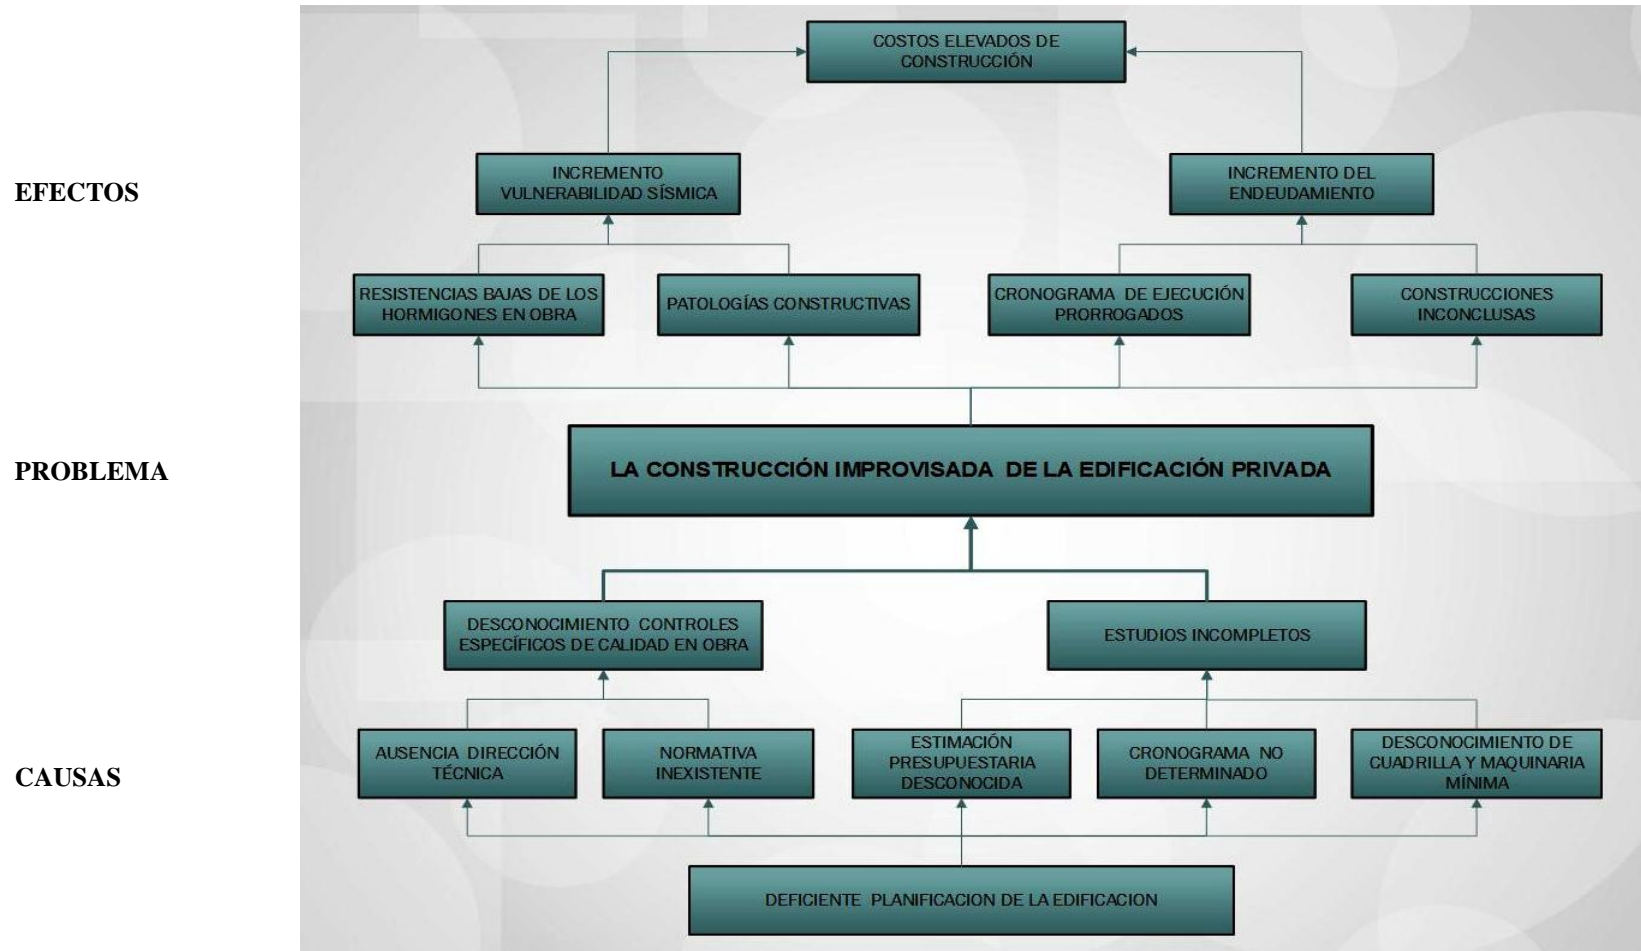 COSTOS ELEVADOS DE
CONSTRUCCIÓN
EFECTOS
INCREMENTO
VULNERABILIDAD SÍSMICA
INCREMENTO DEL
ENDEUDAMIENTO
RESISTENCIAS BAJAS DE LOS
HORMIGONES EN OBRA
PATOLOGÍAS CONSTRUCTIVAS
CRONOGRAMA DE EJECUCIÓN
PRORROGADOS
CONSTRUCCIONES
INCONCLUSAS
PROBLEMA
LA CONSTRUCCIÓN IMPROVISADA DE LA EDIFICACIÓN PRIVADA
DESCONOCIMIENTO CONTROLES
ESPECÍFICOS DE CALIDAD EN OBRA
ESTUDIOS INCOMPLETOS
CAUSAS
AUSENCIA DIRECCIÓN
TÉCNICA
NORMATIVA
INEXISTENTE
ESTIMACIÓN
PRESUPUESTARIA
DESCONOCIDA
CRONOGRAMA NO
DETERMINADO
DESCONOCIMIENTO DE
CUADRILLA Y MAQUINARIA
MÍNIMA
DEFICIENTE PLANIFICACION DE LA EDIFICACION